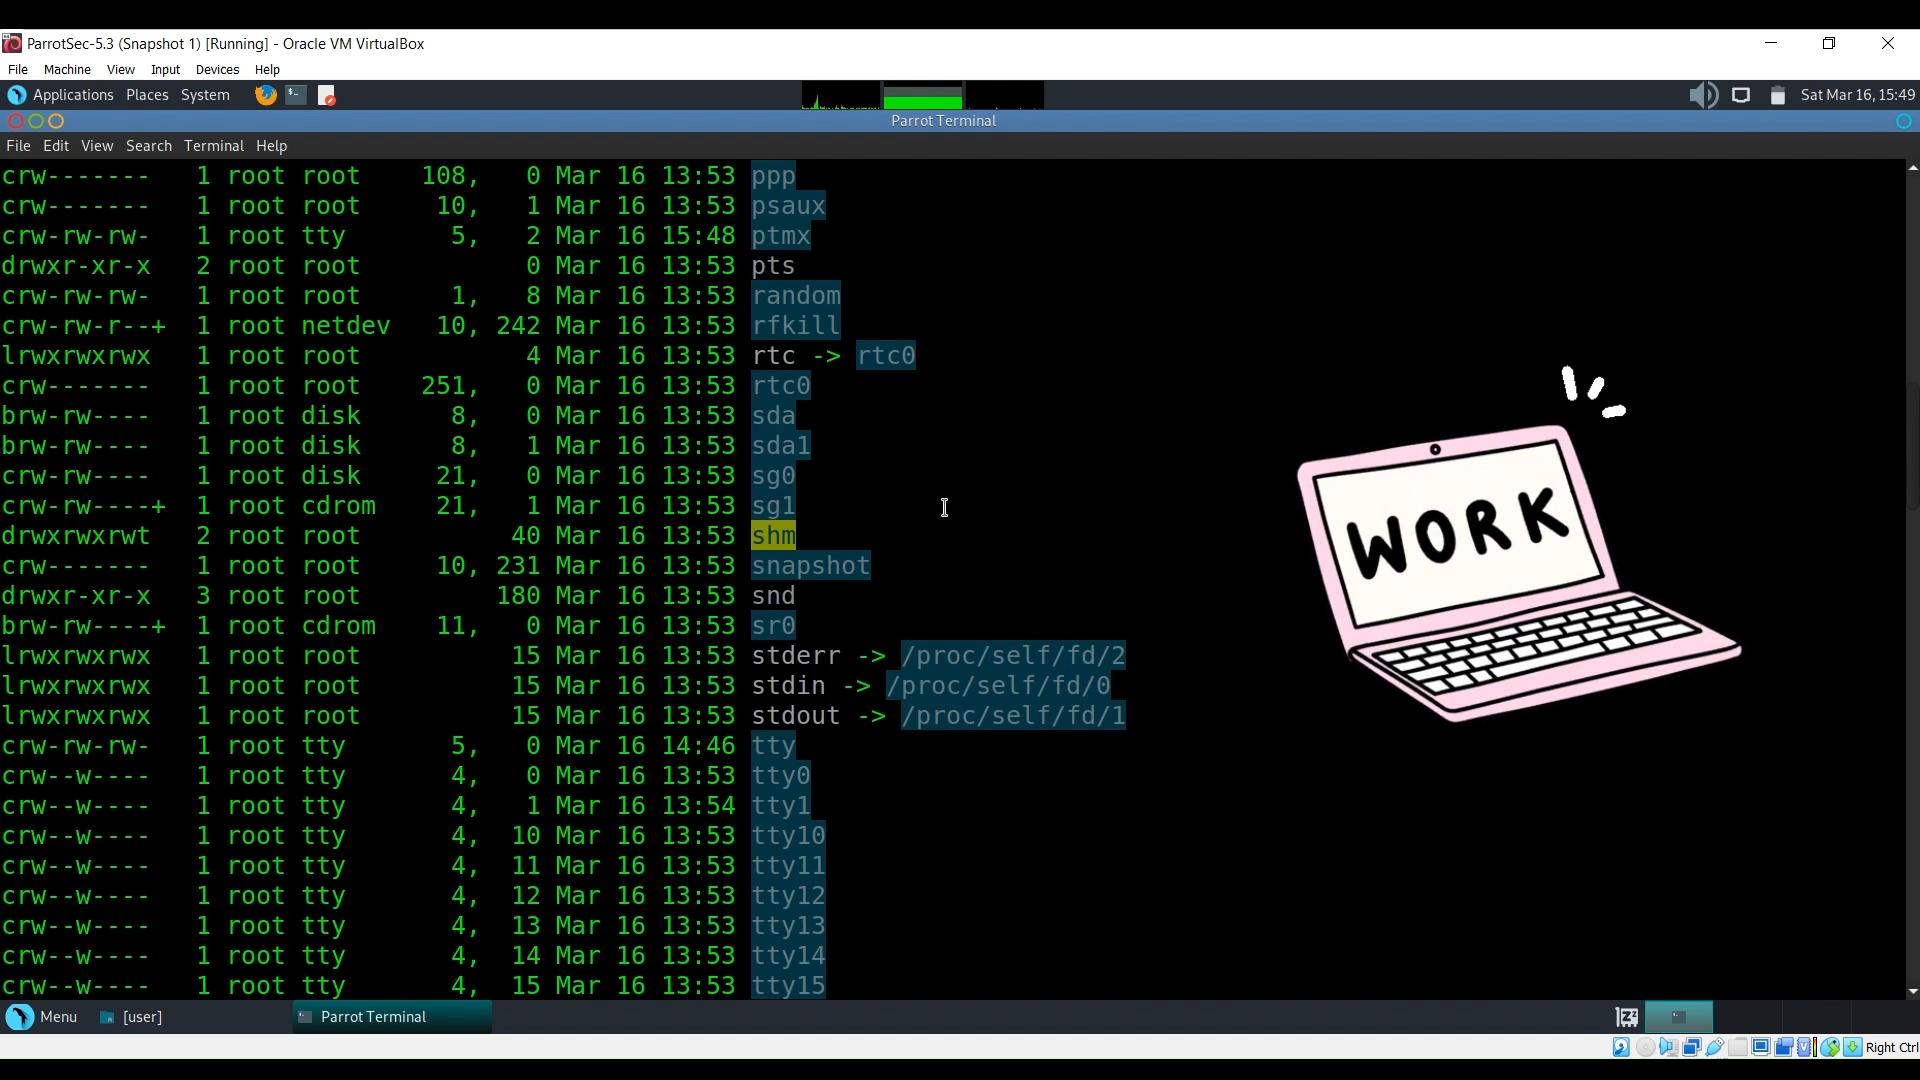 ParrotSec-5.3 (Snapshot 1) [Running] - Oracle VM VirtualBox
File Machine View Input Devices Help
Applications Places System Sat Mar 16, 15:49
Parrot Terminal
File Edit View Search Terminal Help
crw------- 1 root root 108, 0 Mar 16 13:53 ppp
crw------- 1 root root 10, 1 Mar 16 13:53 psaux
crw-rw-rw- 1 root tty 5, 2 Mar 16 15:48 ptmx
drwxr-xr-x 2 root root 0 Mar 16 13:53 pts
crw-rw-rw- 1 root root 1, 8 Mar 16 13:53 random
crw-rw-r--+ 1 root netdev 10, 242 Mar 16 13:53 rfkill
lrwxrwxrwx 1 root root 4 Mar 16 13:53 rtc -> rtc0
crw------- 1 root root 251, 0 Mar 16 13:53 rtc0
brw-rw---- 1 root disk 8, 0 Mar 16 13:53 sda
brw-rw---- 1 root disk 8, 1 Mar 16 13:53 sda1
crw-rw---- 1 root disk 21, 0 Mar 16 13:53 sg0
crw-rw----+ 1 root cdrom 21, 1 Mar 16 13:53 sg1
drwxrwxrwt 2 root root 40 Mar 16 13:53 shm
crw------- 1 root root 10, 231 Mar 16 13:53 snapshot
drwxr-xr-x 3 root root 180 Mar 16 13:53 snd
brw-rw----+ 1 root cdrom 11, 0 Mar 16 13:53 sr0
lrwxrwxrwx 1 root root 15 Mar 16 13:53 stderr -> /proc/self/fd/2
lrwxrwxrwx 1 root root 15 Mar 16 13:53 stdin -> /proc/self/fd/0
lrwxrwxrwx 1 root root 15 Mar 16 13:53 stdout -> /proc/self/fd/1
crw-rw-rw- 1 root tty 5, 0 Mar 16 14:46 tty
crw--w---- 1 root tty 4, 0 Mar 16 13:53 tty0
crw--w---- 1 root tty 4, 1 Mar 16 13:54 tty1
crw--w---- 1 root tty 4, 10 Mar 16 13:53 tty10
crw--w---- 1 root tty 4, 11 Mar 16 13:53 tty11
crw--w---- 1 root tty 4, 12 Mar 16 13:53 tty12
crw--w---- 1 root tty 4, 13 Mar 16 13:53 tty13
crw--w---- 1 root tty 4, 14 Mar 16 13:53 tty14
crw--w---- 1 root tty 4, 15 Mar 16 13:53 tty15
WORK
Menu [user] Parrot Terminal
Right Ctrl